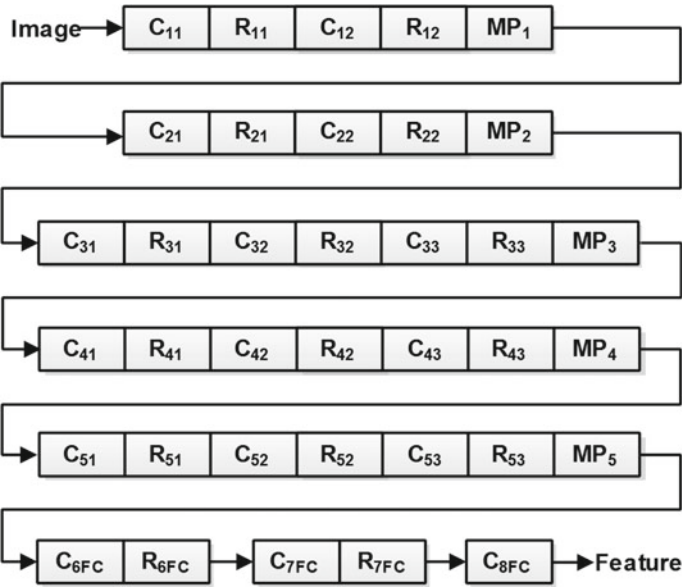 Image C₁₁ R₁₁ C₁₂ R₁₂ MP₁
C₂₁ R₂₁ C₂₂ R₂₂ MP₂
C₃₁ R₃₁ C₃₂ R₃₂ C₃₃ R₃₃ MP₃
C₄₁ R₄₁ C₄₂ R₄₂ C₄₃ R₄₃ MP₄
C₅₁ R₅₁ C₅₂ R₅₂ C₅₃ R₅₃ MP₅
C6FC R6FC C7FC R7FC C8FC Feature